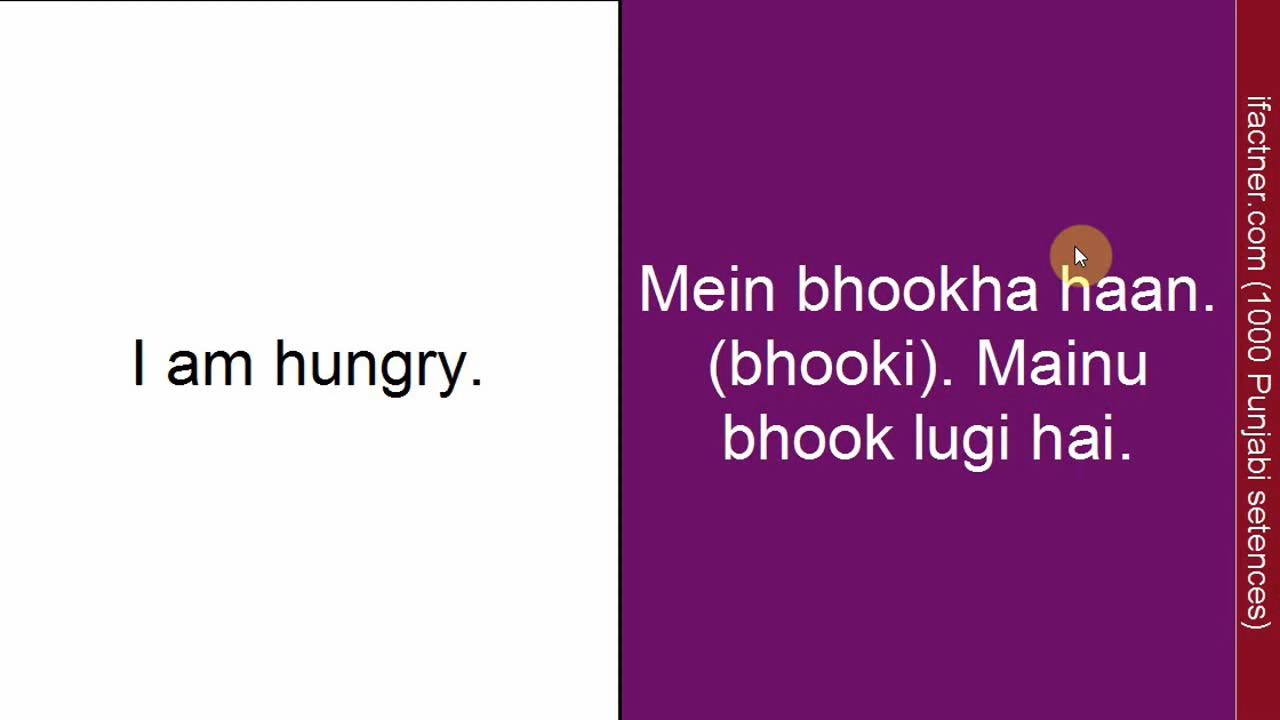 I am hungry.
Mein bhookha haan.
(bhooki). Mainu
bhook lugi hai.
ifactner.com (1000 Punjabi setences)